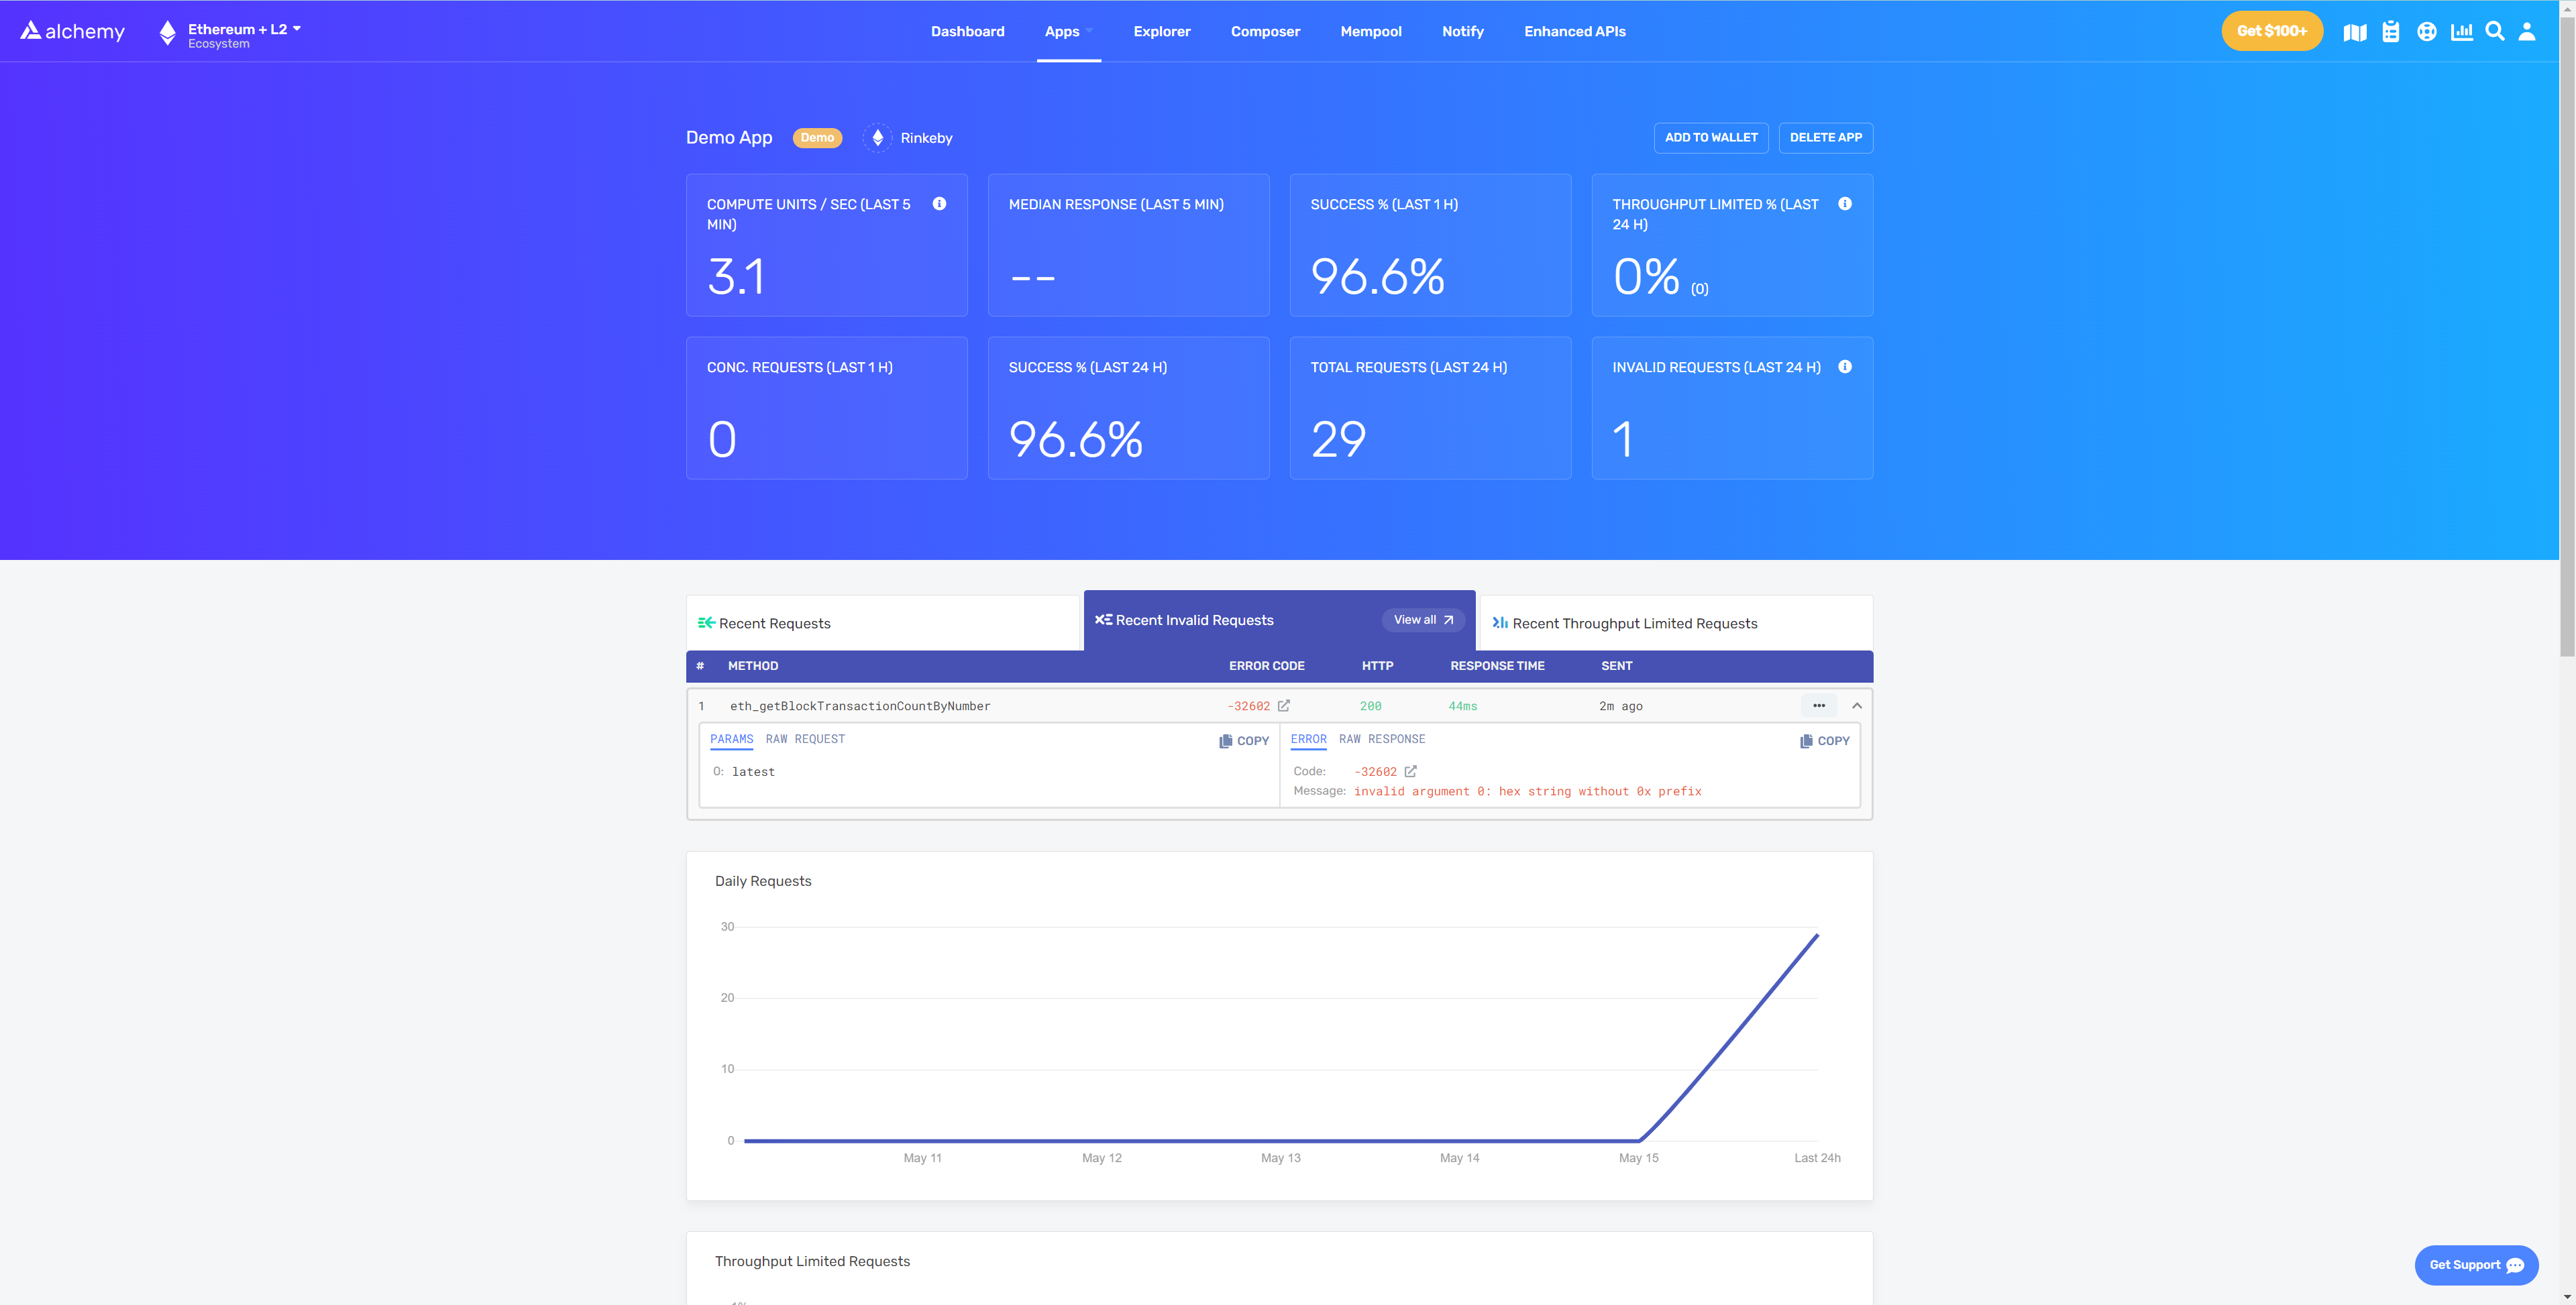 alchemy
Ethereum + L2
Ecosystem
Dashboard
Apps
Explorer
Composer
Mempool
Notify
Enhanced APIs
Get $100+
Demo App
Demo
Rinkeby
ADD TO WALLET
DELETE APP
COMPUTE UNITS / SEC (LAST 5
MIN)
3.1
MEDIAN RESPONSE (LAST 5 MIN)
--
SUCCESS % (LAST 1 H)
96.6%
THROUGHPUT LIMITED % (LAST
24 H)
0% (0)
CONC. REQUESTS (LAST 1 H)
0
SUCCESS % (LAST 24 H)
96.6%
TOTAL REQUESTS (LAST 24 H)
29
INVALID REQUESTS (LAST 24 H)
1
Recent Requests
Recent Invalid Requests
View all
Recent Throughput Limited Requests
# METHOD ERROR CODE HTTP RESPONSE TIME SENT
1 eth_getBlockTransactionCountByNumber -32602 200 44ms 2m ago
PARAMS RAW REQUEST COPY
0: latest
ERROR RAW RESPONSE COPY
Code: -32602
Message: invalid argument 0: hex string without 0x prefix
Daily Requests
30
20
10
0
May 11 May 12 May 13 May 14 May 15 Last 24h
Throughput Limited Requests
Get Support